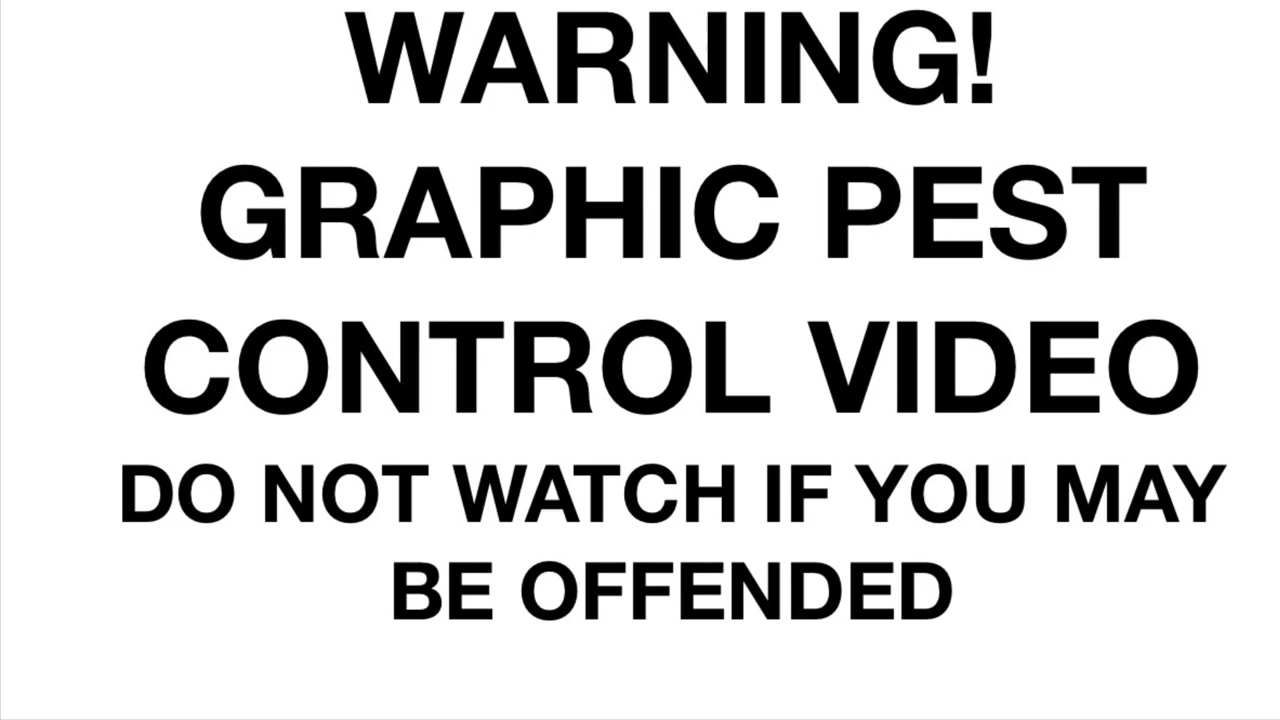 WARNING!
GRAPHIC PEST
CONTROL VIDEO
DO NOT WATCH IF YOU MAY
BE OFFENDED